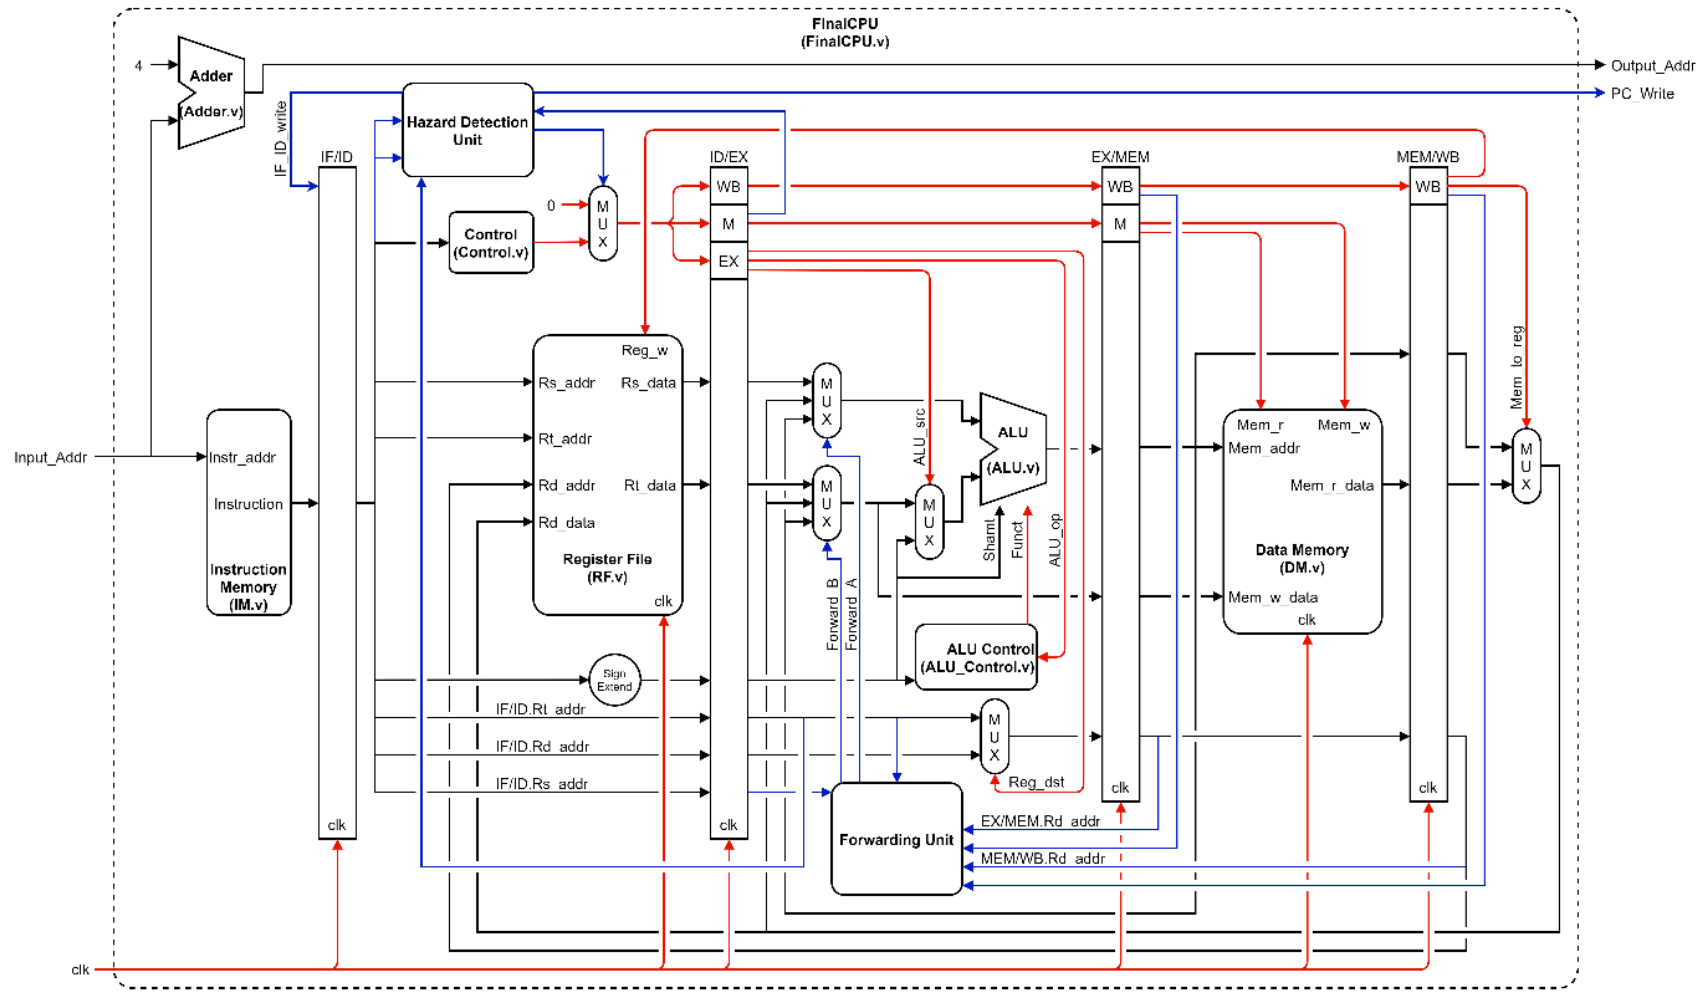 FInalCPU
(FinalCPU.v)
4
Adder
(Adder.v)
Output_Addr
PC_Write
IF_ID_write
Hazard Detection
Unit
IF/ID
ID/EX
EX/MEM
MEM/WB
WB
WB
WB
0
M
U
X
M
M
Control
(Control.v)
EX
Reg_w
Rs_addr
Rs_data
Rt_addr
Rd_addr
Rt_data
Rd_data
Register File
(RF.v)
clk
M
U
X
M
U
X
ALU_src
M
U
X
ALU
(ALU.v)
Shamt
Funct
ALU_op
Mem_r
Mem_w
Mem_addr
Mem_r_data
Data Memory
(DM.v)
Mem_w_data
clk
Mem_to_reg
M
U
X
Input_Addr
Instr_addr
Instruction
Instruction
Memory
(IM.v)
Forward_B
Forward_A
ALU Control
(ALU_Control.v)
Sign
Extend
IF/ID.Rt_addr
IF/ID.Rd_addr
IF/ID.Rs_addr
M
U
X
Reg_dst
clk
clk
clk
clk
Forwarding Unit
EX/MEM.Rd_addr
MEM/WB.Rd_addr
clk